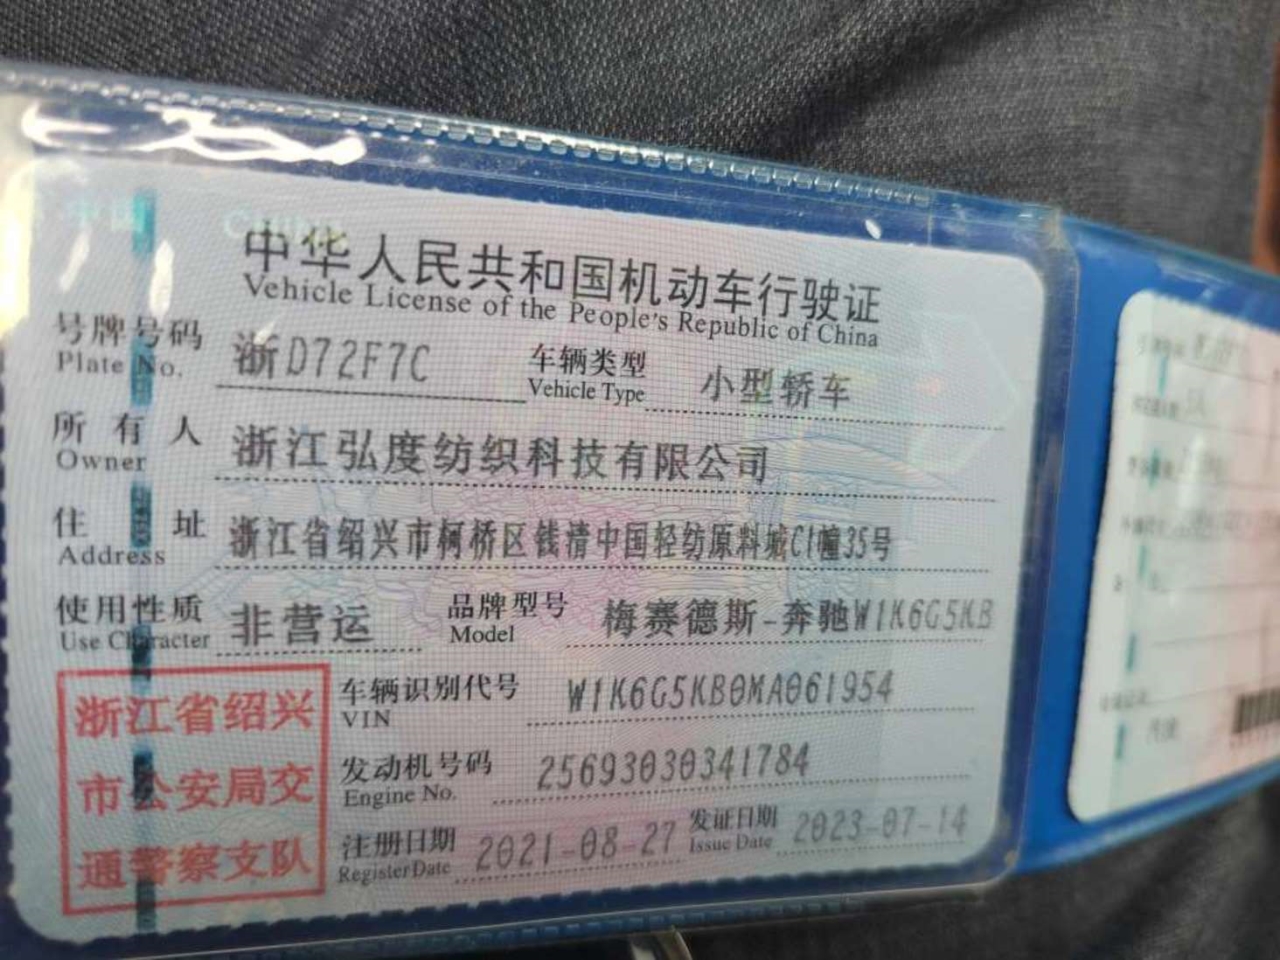 中华人民共和国机动车行驶证
Vehicle License of the People's Republic of China
号牌号码 浙D72F7C 车辆类型 小型轿车
Plate No. Vehicle Type
所有人 浙江弘度纺织科技有限公司
Owner
住址 浙江省绍兴市柯桥区钱清中国轻纺原料城C1幢35号
Address
使用性质 非营运 品牌型号 梅赛德斯-奔驰W1K6G5KB
Use Character Model
浙江省绍兴
市公安局交
通警察支队
车辆识别代号 W1K6G5KB0MA061954
VIN
发动机号码 25693030341784
Engine No.
注册日期 2021-08-27 发证日期 2023-07-14
Register Date Issue Date